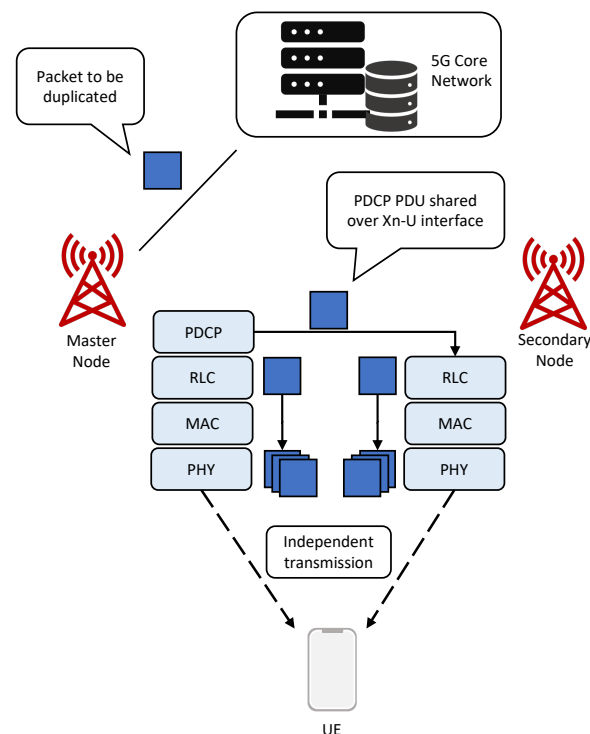 Packet to be
duplicated
5G Core
Network
PDCP PDU shared
over Xn-U interface
Master
Node
Secondary
Node
PDCP
RLC
RLC
MAC
MAC
PHY
PHY
Independent
transmission
UE